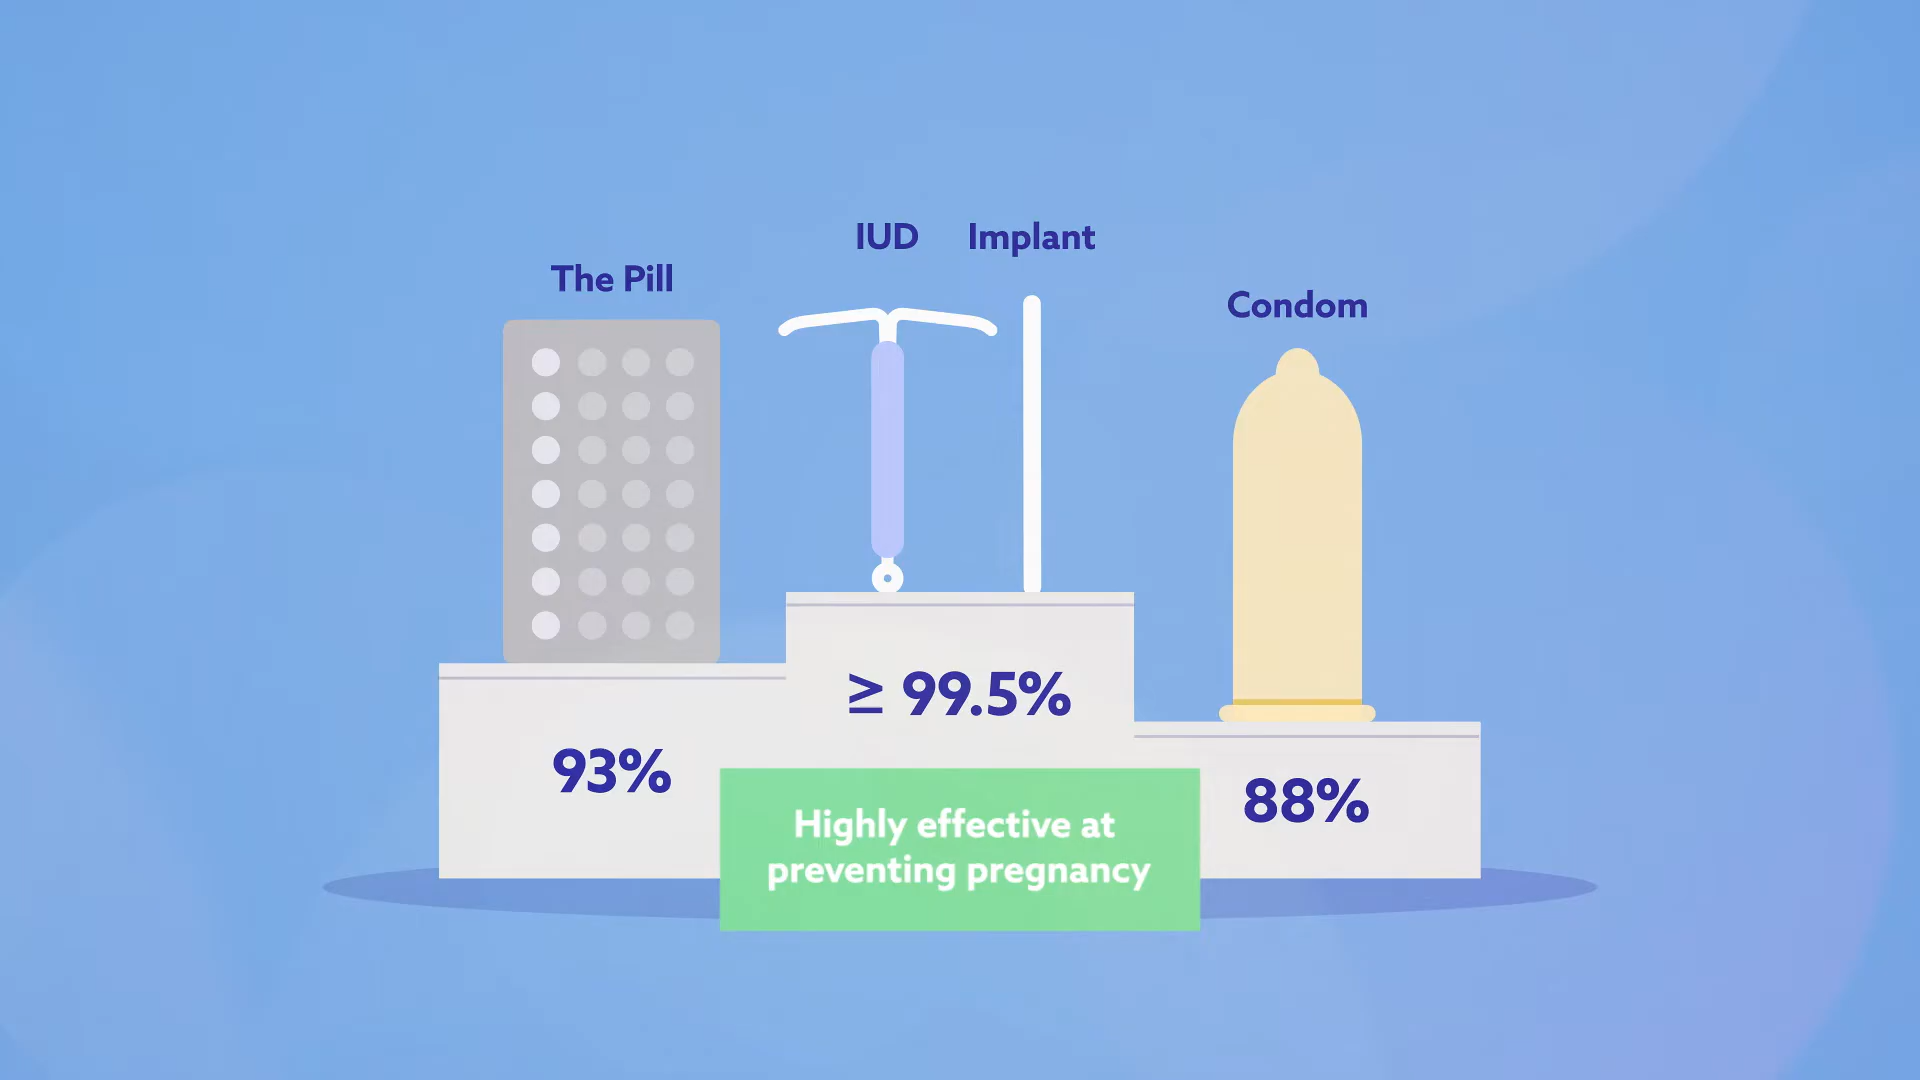 IUD
Implant
The Pill
Condom
≥ 99.5%
93%
88%
Highly effective at
preventing pregnancy